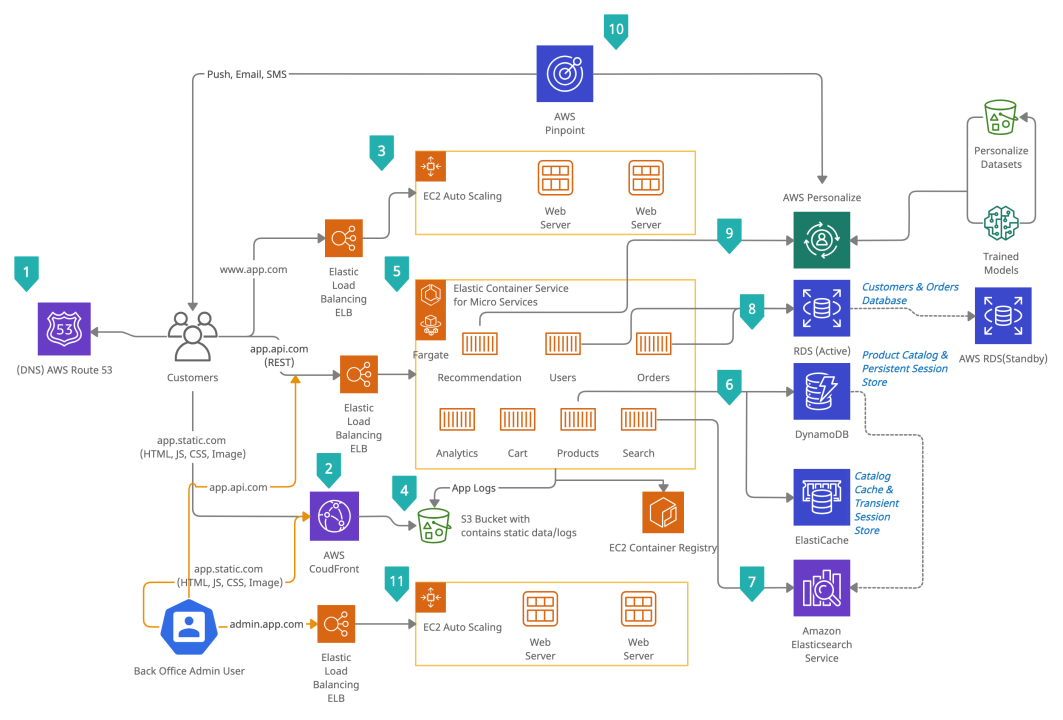 10
Push, Email, SMS
AWS
Pinpoint
3
EC2 Auto Scaling
Web
Server
Web
Server
Personalize
Datasets
AWS Personalize
9
Trained
Models
www.app.com
Elastic
Load
Balancing
ELB
1
53
(DNS) AWS Route 53
Customers
5
Elastic Container Service
for Micro Services
Fargate
Recommendation
Users
Orders
8
Customers & Orders
Database
RDS (Active)
AWS RDS(Standby)
app.api.com
(REST)
Elastic
Load
Balancing
ELB
Product Catalog &
Persistent Session
Store
6
DynamoDB
Analytics
Cart
Products
Search
app.static.com
(HTML, JS, CSS, Image)
app.api.com
2
AWS
CoudFront
4
App Logs
S3 Bucket with
contains static data/logs
EC2 Container Registry
Catalog
Cache &
Transient
Session
Store
ElastiCache
7
Amazon
Elasticsearch
Service
app.static.com
(HTML, JS, CSS, Image)
11
EC2 Auto Scaling
Web
Server
Web
Server
admin.app.com
Back Office Admin User
Elastic
Load
Balancing
ELB